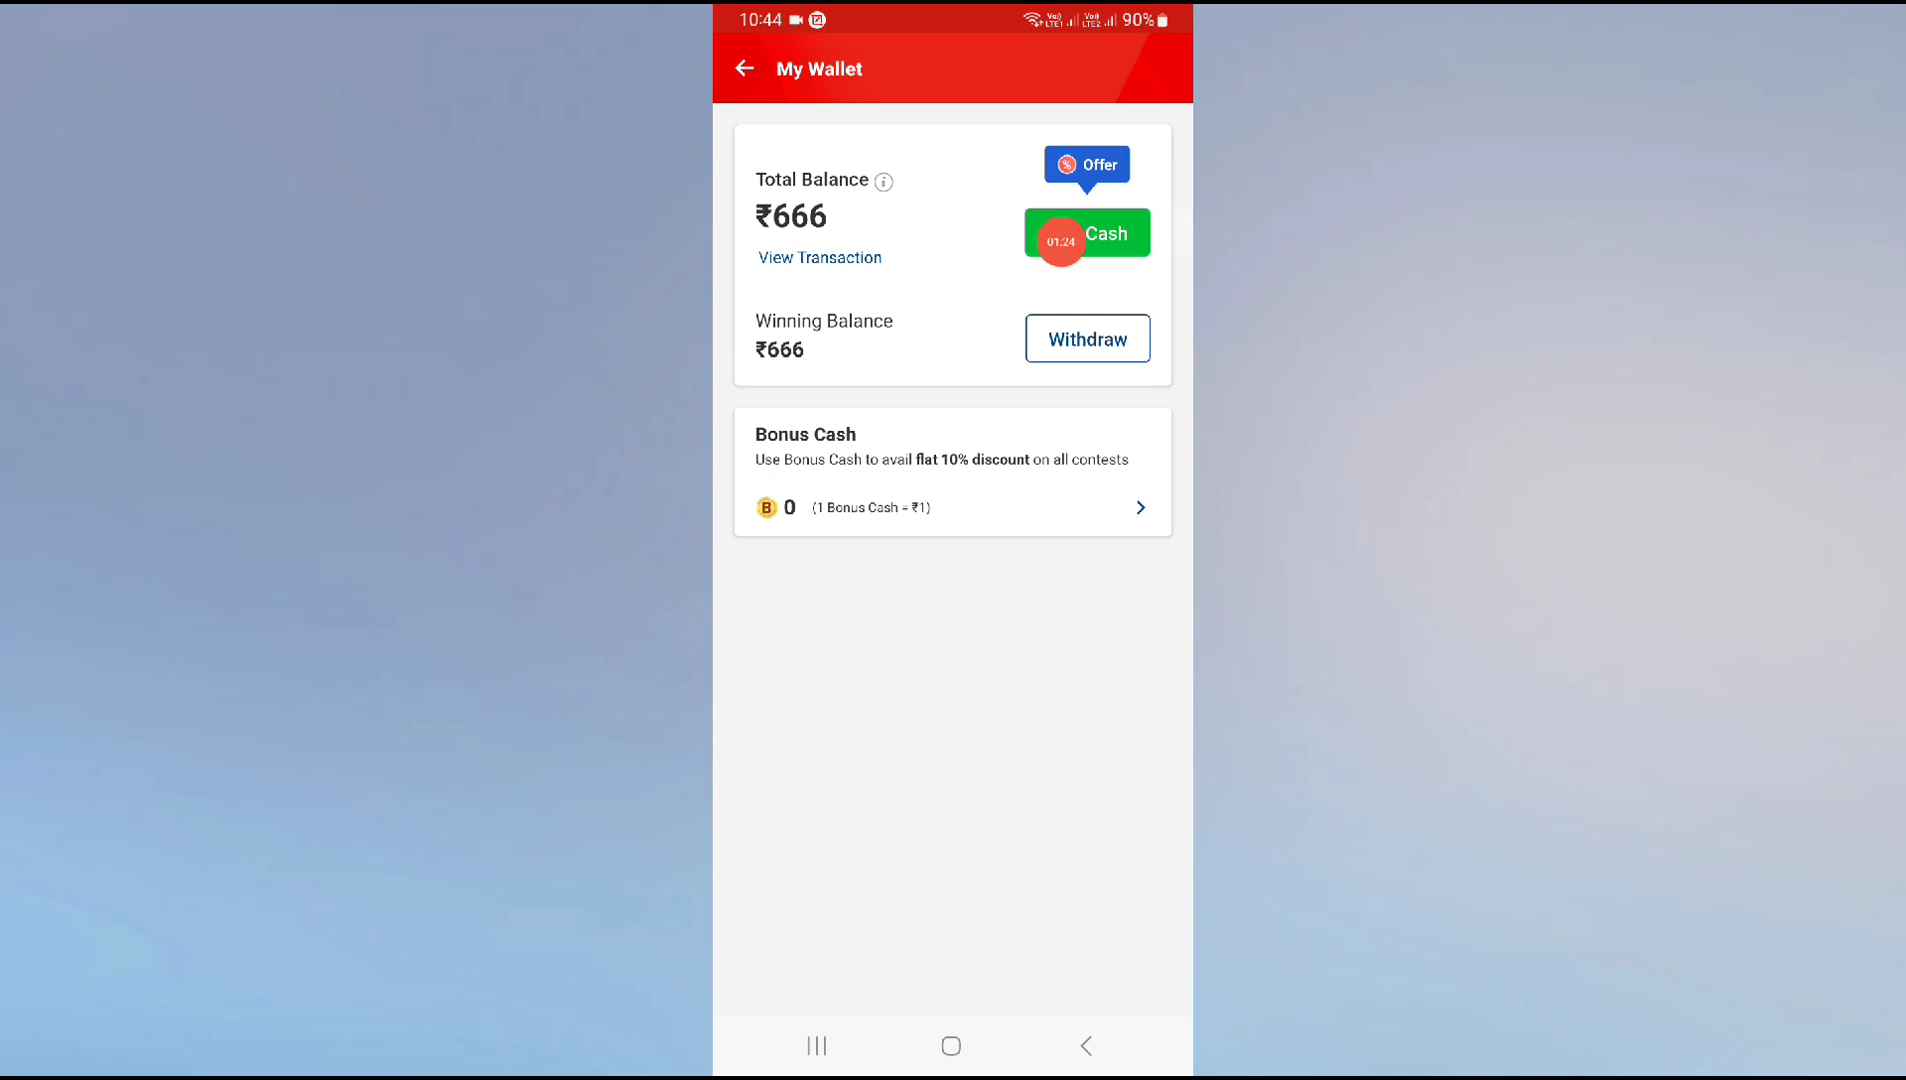 10:44 90%
My Wallet
% Offer
Total Balance
₹666
01:24 Cash
View Transaction
Winning Balance
₹666
Withdraw
Bonus Cash
Use Bonus Cash to avail flat 10% discount on all contests
B 0 (1 Bonus Cash = ₹1)